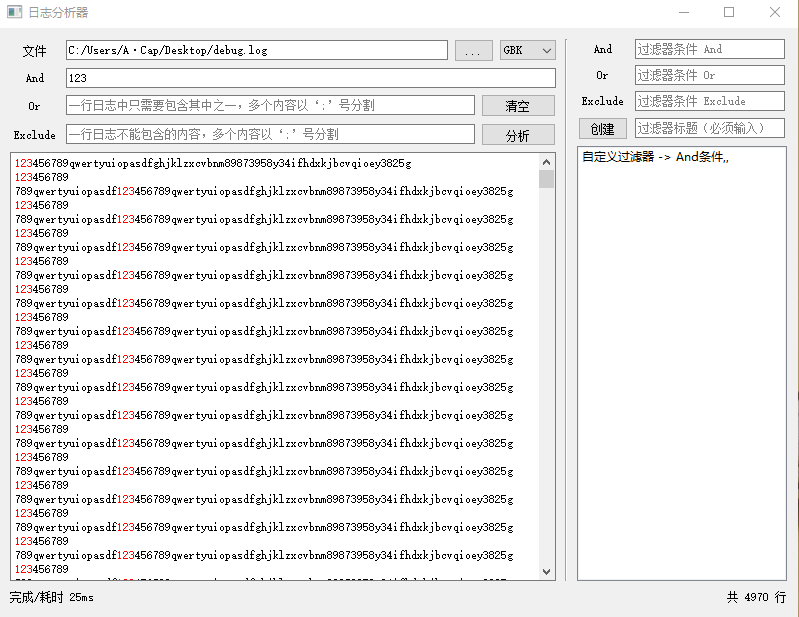 日志分析器
文件 C:/Users/A·Cap/Desktop/debug.log ... GBK
And 123
Or 一行日志中只需要包含其中之一，多个内容以‘;’号分割 清空
Exclude 一行日志不能包含的内容，多个内容以‘;’号分割 分析
And 过滤器条件 And
Or 过滤器条件 Or
Exclude 过滤器条件 Exclude
创建 过滤器标题（必须输入）
123456789qwertyuiopasdfghjklzxcvbnm89873958y34ifhdxkjbcvqioey3825g
123456789
789qwertyuiopasdf123456789qwertyuiopasdfghjklzxcvbnm89873958y34ifhdxkjbcvqioey3825g
123456789
789qwertyuiopasdf123456789qwertyuiopasdfghjklzxcvbnm89873958y34ifhdxkjbcvqioey3825g
123456789
789qwertyuiopasdf123456789qwertyuiopasdfghjklzxcvbnm89873958y34ifhdxkjbcvqioey3825g
123456789
789qwertyuiopasdf123456789qwertyuiopasdfghjklzxcvbnm89873958y34ifhdxkjbcvqioey3825g
123456789
789qwertyuiopasdf123456789qwertyuiopasdfghjklzxcvbnm89873958y34ifhdxkjbcvqioey3825g
123456789
789qwertyuiopasdf123456789qwertyuiopasdfghjklzxcvbnm89873958y34ifhdxkjbcvqioey3825g
123456789
789qwertyuiopasdf123456789qwertyuiopasdfghjklzxcvbnm89873958y34ifhdxkjbcvqioey3825g
123456789
789qwertyuiopasdf123456789qwertyuiopasdfghjklzxcvbnm89873958y34ifhdxkjbcvqioey3825g
123456789
789qwertyuiopasdf123456789qwertyuiopasdfghjklzxcvbnm89873958y34ifhdxkjbcvqioey3825g
123456789
789qwertyuiopasdf123456789qwertyuiopasdfghjklzxcvbnm89873958y34ifhdxkjbcvqioey3825g
123456789
789qwertyuiopasdf123456789qwertyuiopasdfghjklzxcvbnm89873958y34ifhdxkjbcvqioey3825g
123456789
789qwertyuiopasdf123456789qwertyuiopasdfghjklzxcvbnm89873958y34ifhdxkjbcvqioey3825g
123456789
789qwertyuiopasdf123456789qwertyuiopasdfghjklzxcvbnm89873958y34ifhdxkjbcvqioey3825g
123456789
789qwertyuiopasdf123456789qwertyuiopasdfghjklzxcvbnm89873958y34ifhdxkjbcvqioey3825g
123456789
自定义过滤器 -> And条件,,
完成/耗时 25ms
共 4970 行